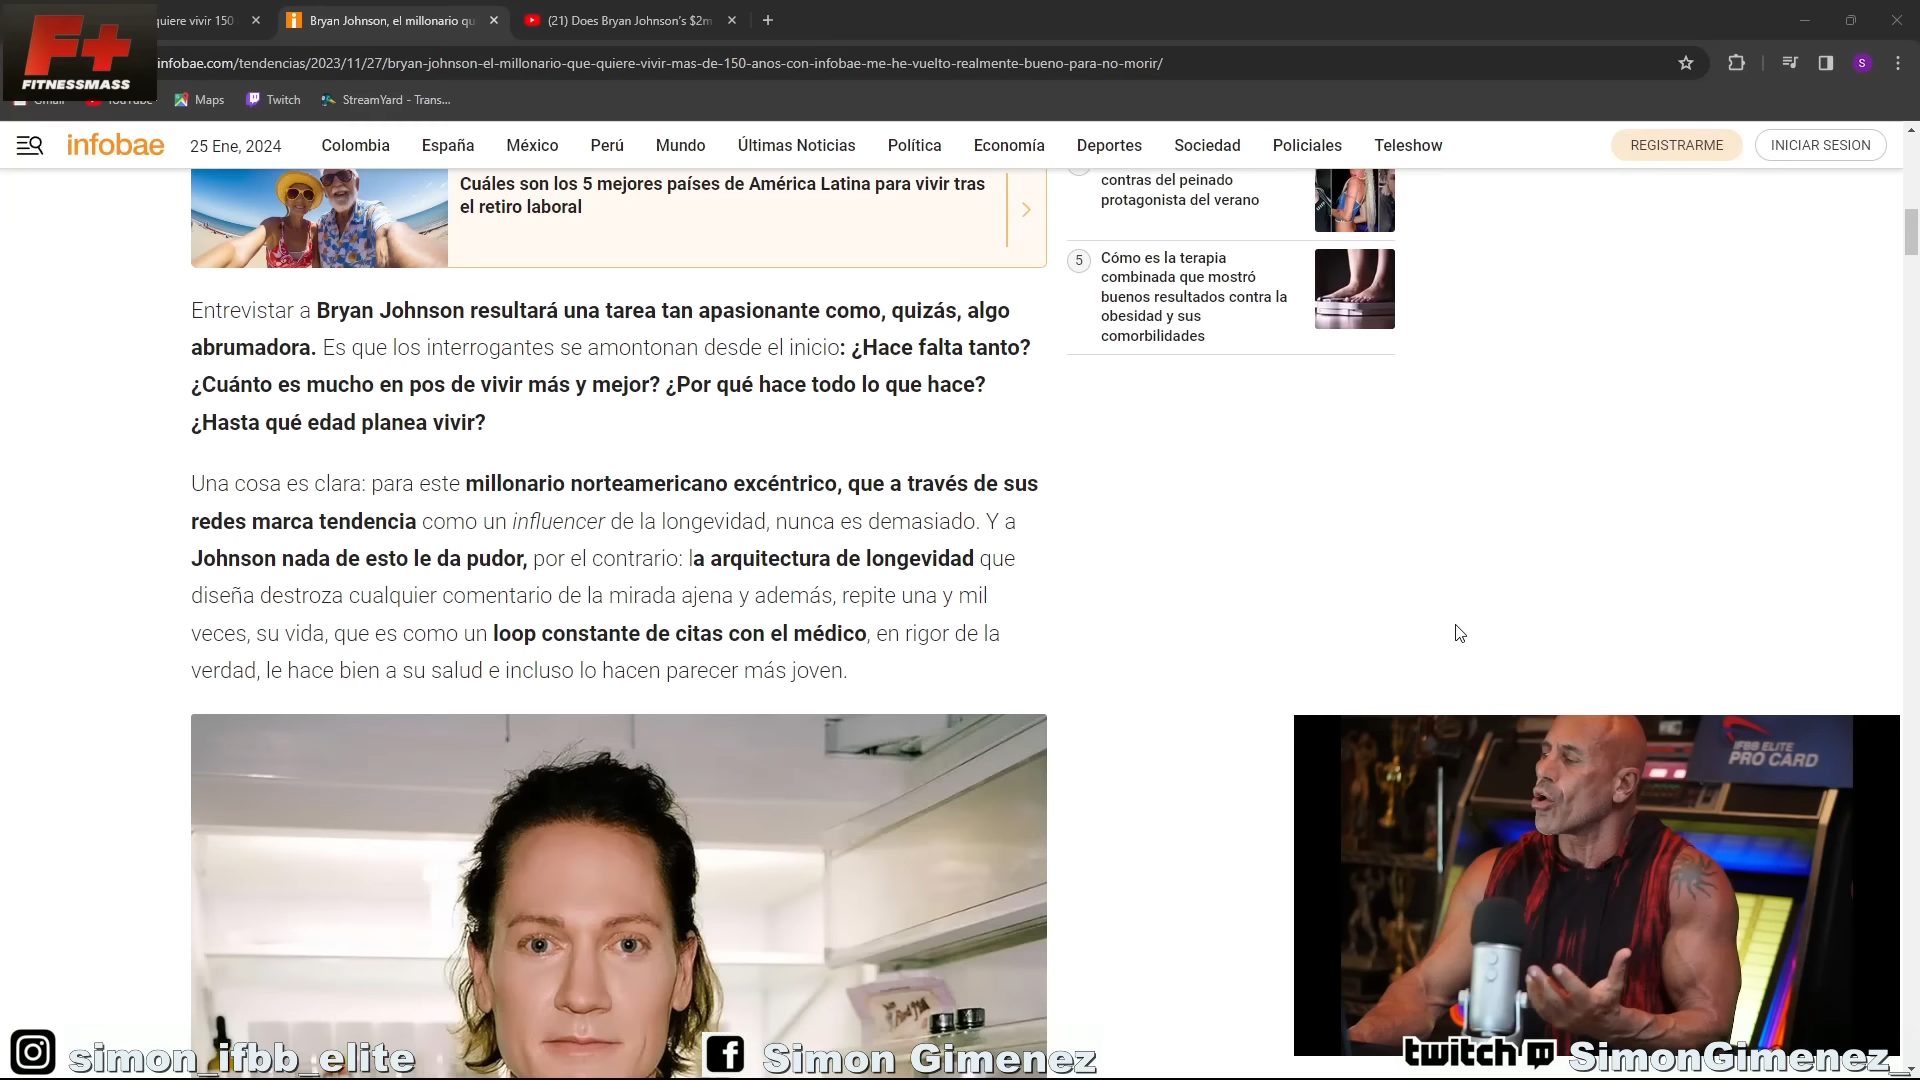 quiere vivir 150
Bryan Johnson, el millonario qu
(21) Does Bryan Johnson's $2m
F+
FITNESSMASS
infobae.com/tendencias/2023/11/27/bryan-johnson-el-millonario-que-quiere-vivir-mas-de-150-anos-con-infobae-me-he-vuelto-realmente-bueno-para-no-morir/
S
Gmail
YouTube
Maps
Twitch
StreamYard - Trans...
infobae
25 Ene, 2024
Colombia
España
México
Perú
Mundo
Últimas Noticias
Política
Economía
Deportes
Sociedad
Policiales
Teleshow
REGISTRARME
INICIAR SESION
Cuáles son los 5 mejores países de América Latina para vivir tras
el retiro laboral
contras del peinado
protagonista del verano
5
Cómo es la terapia
combinada que mostró
buenos resultados contra la
obesidad y sus
comorbilidades
Entrevistar a Bryan Johnson resultará una tarea tan apasionante como, quizás, algo
abrumadora. Es que los interrogantes se amontonan desde el inicio: ¿Hace falta tanto?
¿Cuánto es mucho en pos de vivir más y mejor? ¿Por qué hace todo lo que hace?
¿Hasta qué edad planea vivir?
Una cosa es clara: para este millonario norteamericano excéntrico, que a través de sus
redes marca tendencia como un influencer de la longevidad, nunca es demasiado. Y a
Johnson nada de esto le da pudor, por el contrario: la arquitectura de longevidad que
diseña destroza cualquier comentario de la mirada ajena y además, repite una y mil
veces, su vida, que es como un loop constante de citas con el médico, en rigor de la
verdad, le hace bien a su salud e incluso lo hacen parecer más joven.
IFBB ELITE
PRO CARD
simon_ifbb_elite
Simon Gimenez
twitch
SimonGimenez_